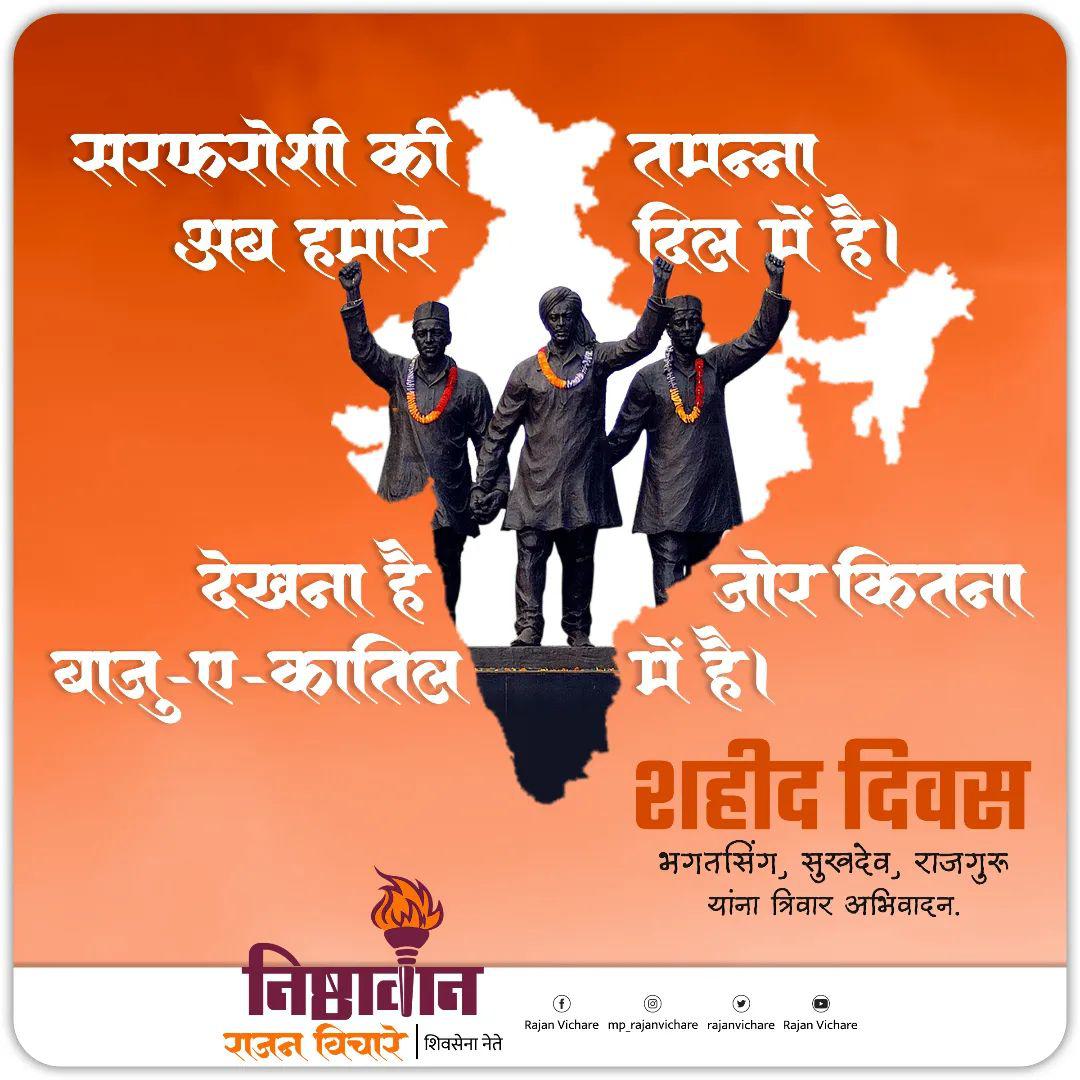 सरफरोशी की तमन्ना
अब हमारे दिल में है।
देखना है जोर कितना
बाजु-ए-कातिल में है।
शहीद दिवस
भगतसिंग, सुखदेव, राजगुरू
यांना त्रिवार अभिवादन.
निष्ठावान
राजन विचारे | शिवसेना नेते
Rajan Vichare mp_rajanvichare rajanvichare Rajan Vichare